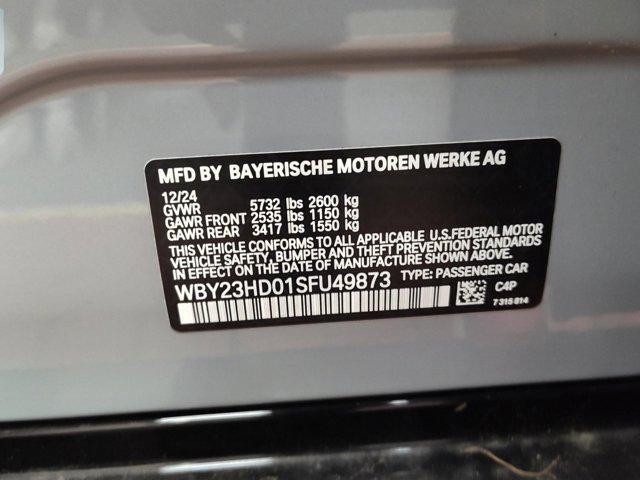 MFD BY BAYERISCHE MOTOREN WERKE AG
12/24
GVWR 5732 lbs 2600 kg
GAWR FRONT 2535 lbs 1150 kg
GAWR REAR 3417 lbs 1550 kg
THIS VEHICLE CONFORMS TO ALL APPLICABLE U.S.FEDERAL MOTOR
VEHICLE SAFETY, BUMPER AND THEFT PREVENTION STANDARDS
IN EFFECT ON THE DATE OF MANUFACTURE SHOWN ABOVE.
WBY23HD01SFU49873 TYPE: PASSENGER CAR
C4P
7 315 814